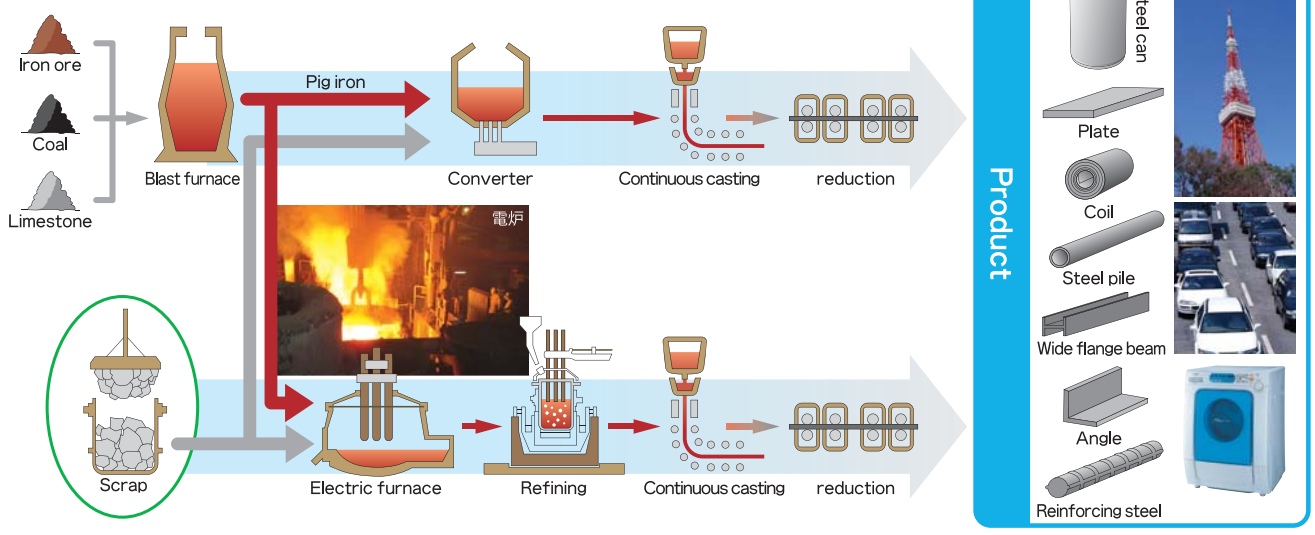 Iron ore
Coal
Limestone
Blast furnace
Pig iron
Converter
Continuous casting
reduction
電炉
Scrap
Electric furnace
Refining
Continuous casting
reduction
Product
teel can
Plate
Coil
Steel pile
Wide flange beam
Angle
Reinforcing steel